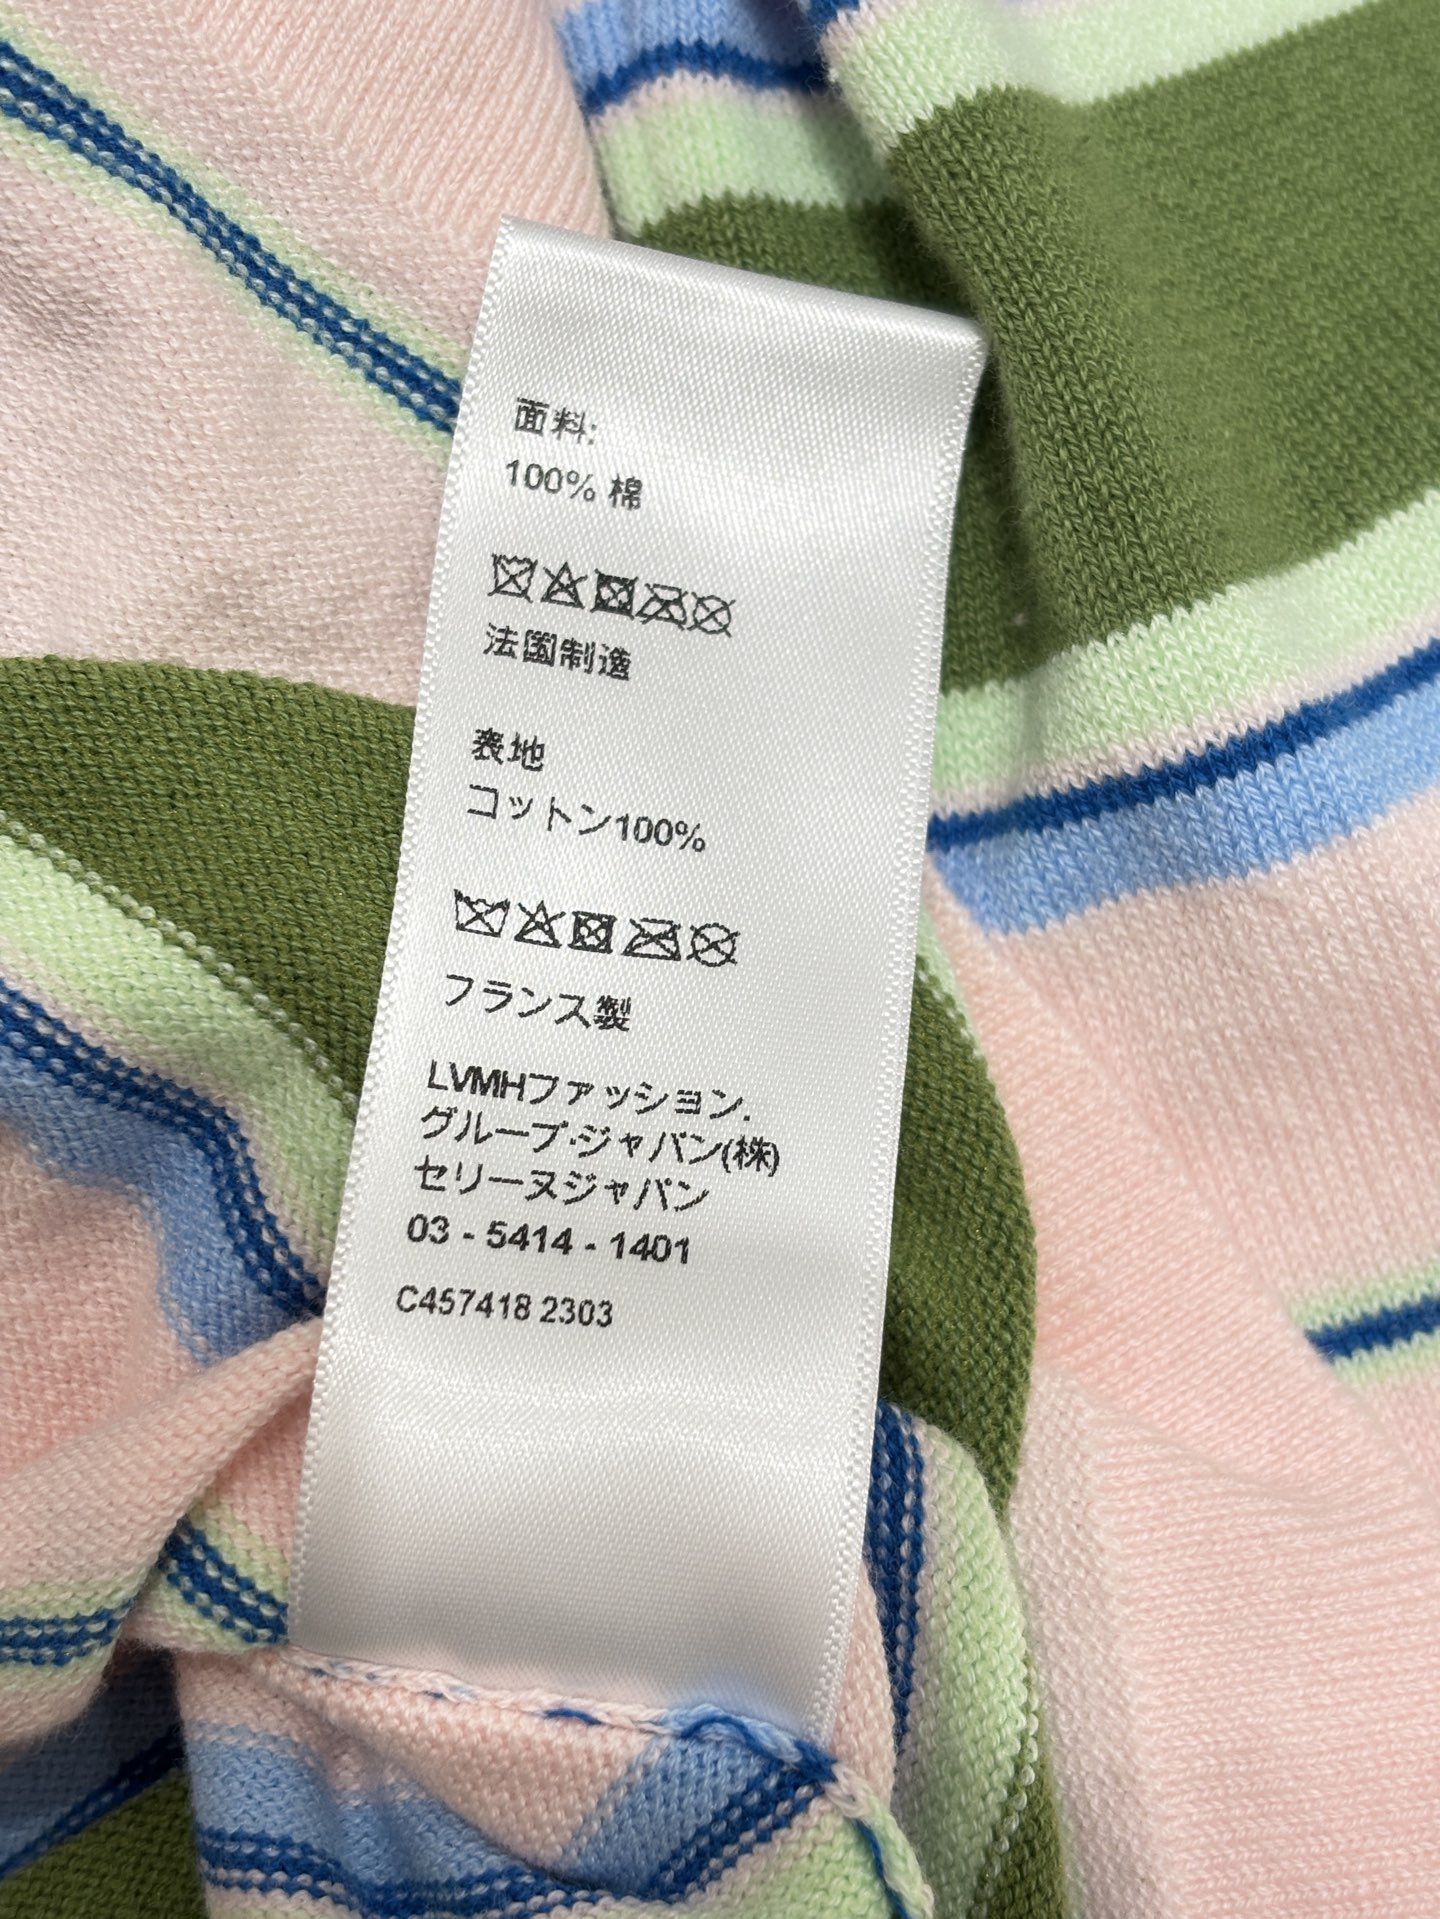 面料:
100% 棉
法国制造
表地
コットン100%
フランス製
LVMHファッション.
グループ·ジャパン(株)
セリーヌジャパン
03 - 5414 - 1401
C457418 2303